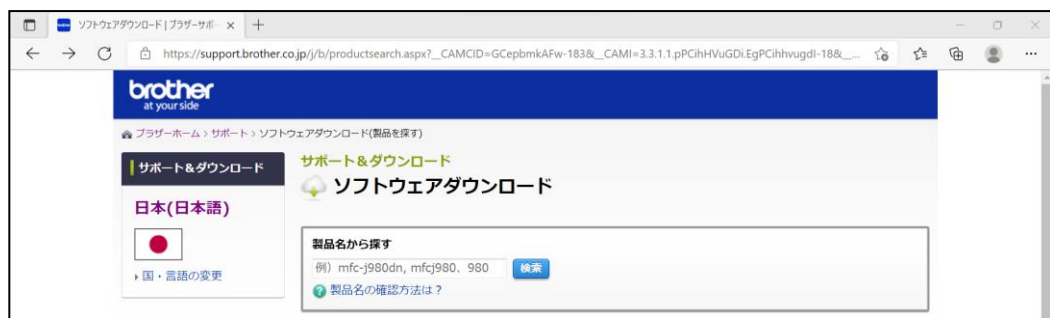 ソフトウェアダウンロード | ブラザーサポー
https://support.brother.co.jp/j/b/productsearch.aspx?__CAMCID=GCepbmkAFw-183&__CAMI=3.3.1.1.pPCihHVuGDi.EgPCihhvugdI-18&__...
brother
at your side
ブラザーホーム > サポート > ソフトウェアダウンロード(製品を探す)
サポート&ダウンロード
日本(日本語)
国・言語の変更
サポート&ダウンロード
ソフトウェアダウンロード
製品名から探す
例）mfc-j980dn, mfcj980、980
検索
製品名の確認方法は？